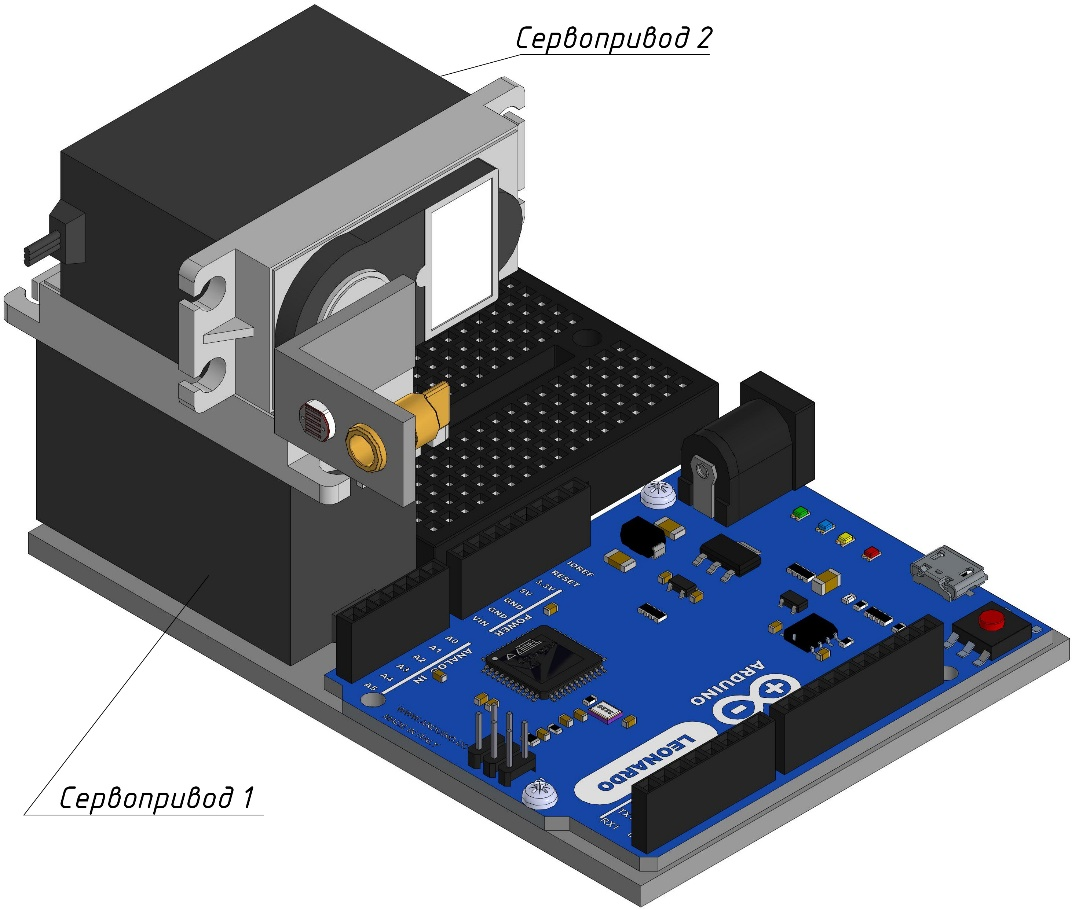 Сервопривод 2
IOREF
RESET
3.3V
5V
GND
GND
VIN
POWER
A0
A1
A2
A3
A4
A5
ANALOG IN
ARDUINO
LEONARDO
RX1
Сервопривод 1